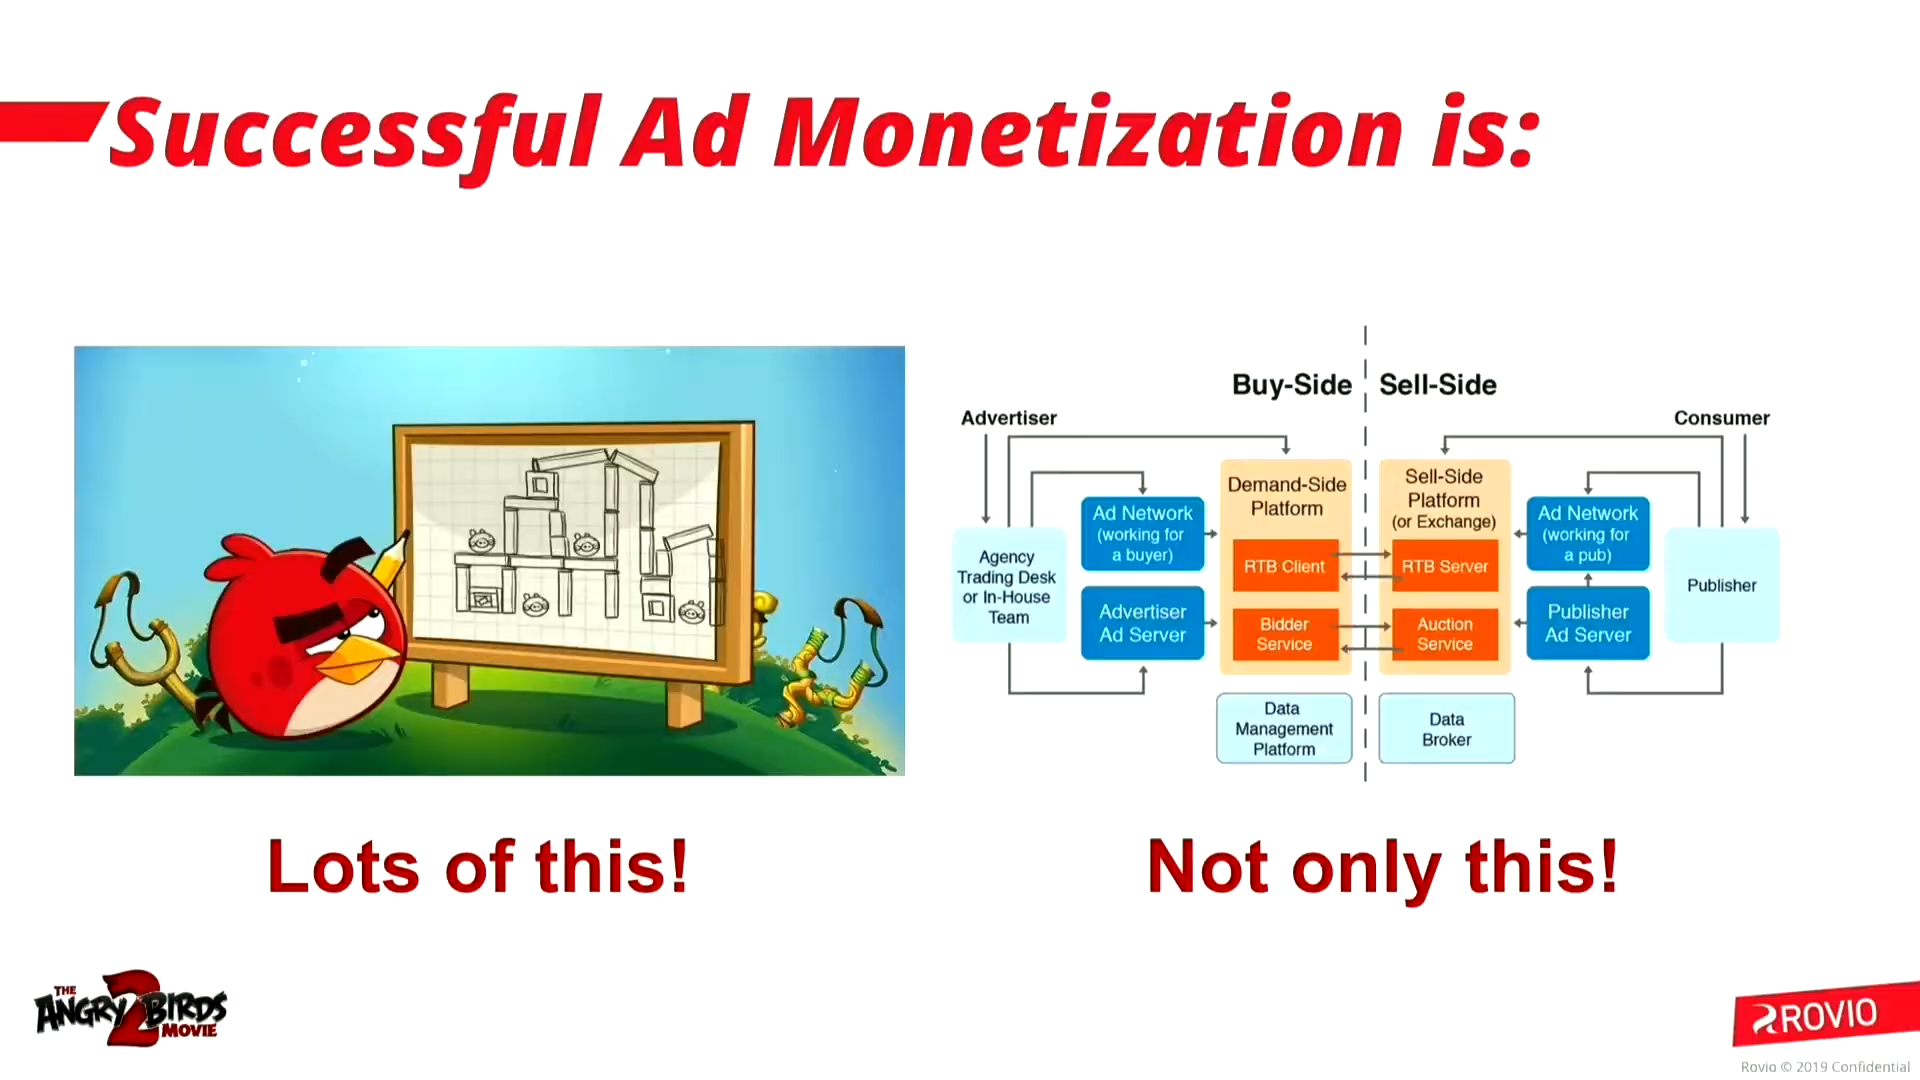 Successful Ad Monetization is:
Buy-Side
Sell-Side
Advertiser
Consumer
Agency
Trading Desk
or In-House
Team
Ad Network
(working for
a buyer)
Advertiser
Ad Server
Demand-Side
Platform
RTB Client
Bidder
Service
Data
Management
Platform
Sell-Side
Platform
(or Exchange)
RTB Server
Auction
Service
Data
Broker
Ad Network
(working for
a pub)
Publisher
Ad Server
Publisher
Lots of this!
Not only this!
THE
ANGRY 2 BIRDS
MOVIE
ROVIO
Rovio © 2019 Confidential